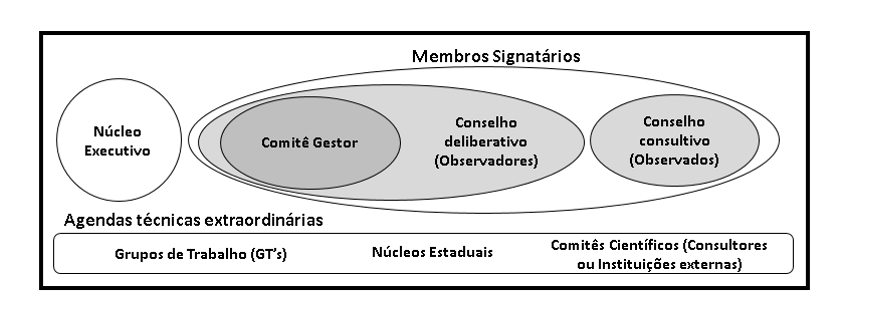 Membros Signatários
Núcleo
Executivo
Comitê Gestor
Conselho
deliberativo
(Observadores)
Conselho
consultivo
(Observados)
Agendas técnicas extraordinárias
Grupos de Trabalho (GT's)
Núcleos Estaduais
Comitês Científicos (Consultores
ou Instituições externas)